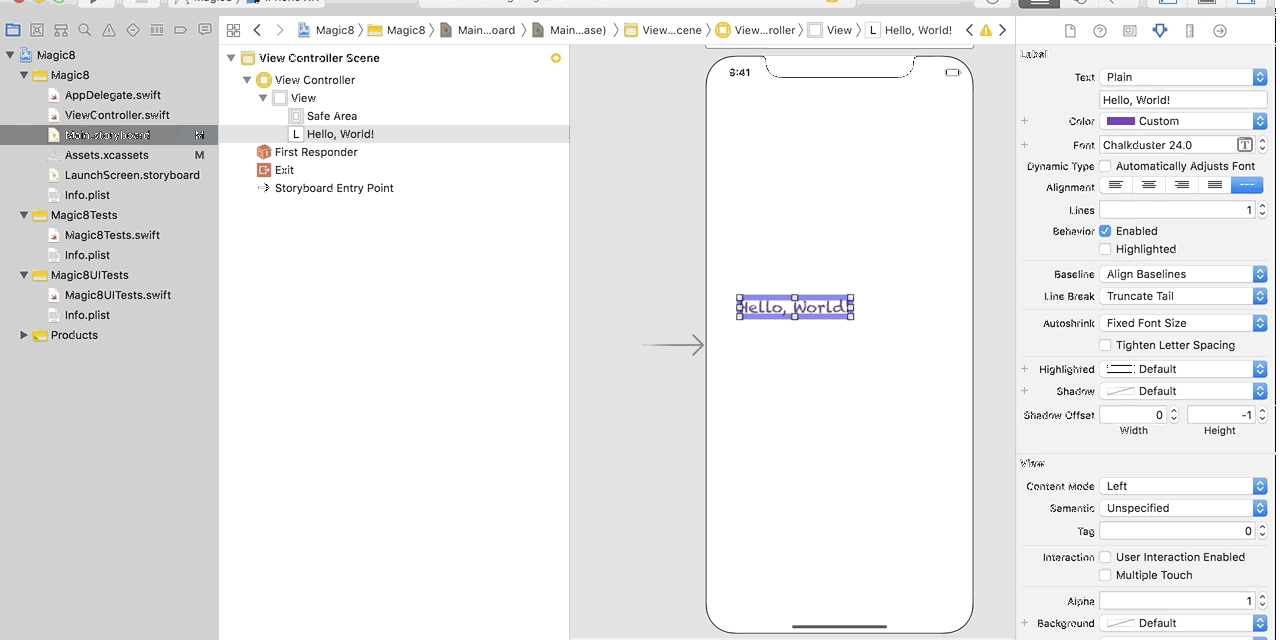 Magic8
Magic8
Main...oard
Main...ase)
View...cene
View...roller
View
L
Hello, World!
Magic8
Magic8
AppDelegate.swift
ViewController.swift
Main.storyboard
M
Assets.xcassets
M
LaunchScreen.storyboard
Info.plist
Magic8Tests
Magic8Tests.swift
Info.plist
Magic8UITests
Magic8UITests.swift
Info.plist
Products
View Controller Scene
View Controller
View
Safe Area
L Hello, World!
First Responder
Exit
Storyboard Entry Point
9:41
Hello, World!
Label
Text Plain
Hello, World!
Color Custom
Font Chalkduster 24.0
Dynamic Type Automatically Adjusts Font
Alignment
Lines 1
Behavior Enabled
Highlighted
Baseline Align Baselines
Line Break Truncate Tail
Autoshrink Fixed Font Size
Tighten Letter Spacing
Highlighted Default
Shadow Default
Shadow Offset 0 -1
Width Height
View
Content Mode Left
Semantic Unspecified
Tag 0
Interaction User Interaction Enabled
Multiple Touch
Alpha 1
Background Default